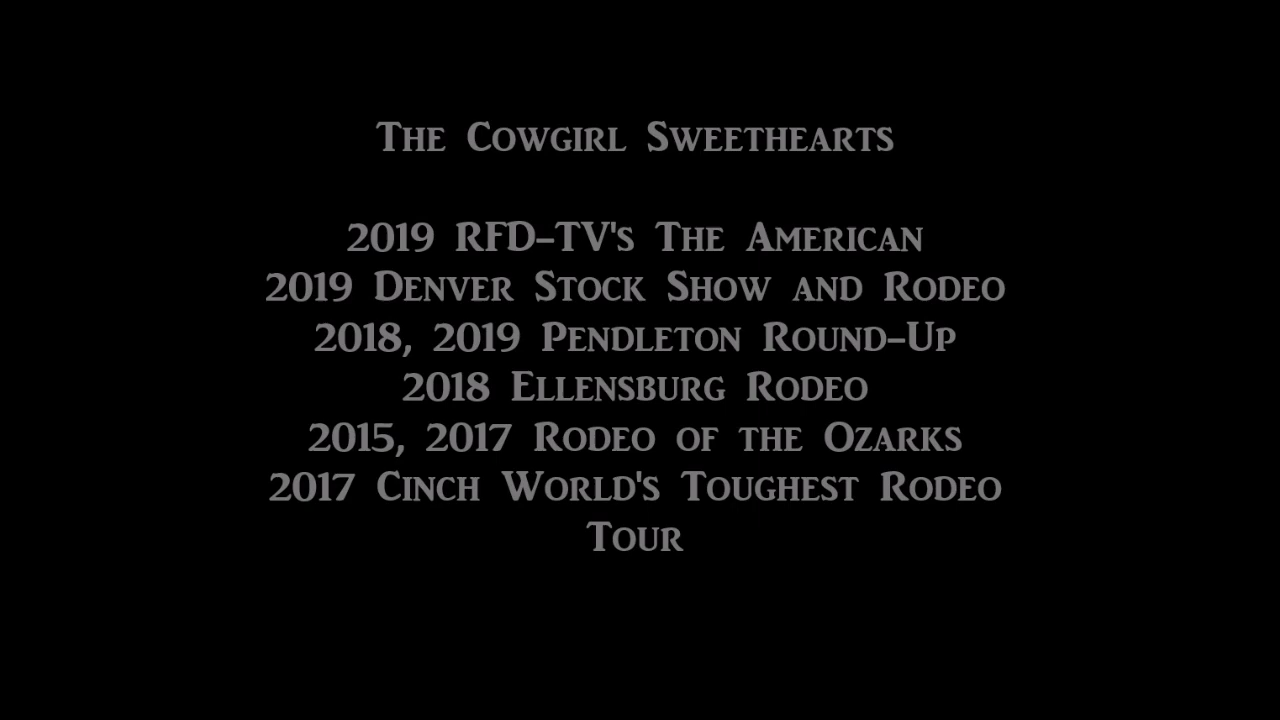 The Cowgirl Sweethearts
2019 RFD-TV's The American
2019 Denver Stock Show and Rodeo
2018, 2019 Pendleton Round-Up
2018 Ellensburg Rodeo
2015, 2017 Rodeo of the Ozarks
2017 Cinch World's Toughest Rodeo
Tour